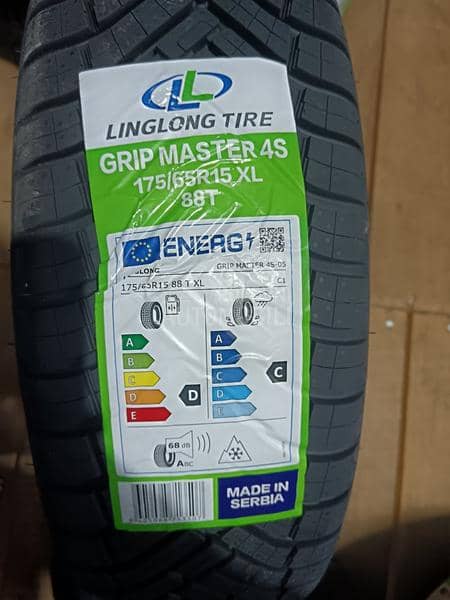 LINGLONG TIRE
GRIP MASTER 4S
175/65R15 XL
88T
ENERG
GRIP MASTER 4S-05
175/65R15 88 T XL
C1
A
B
C
D
E
D
A
B
C
D
E
C
68 dB
ABC
MADE IN
SERBIA